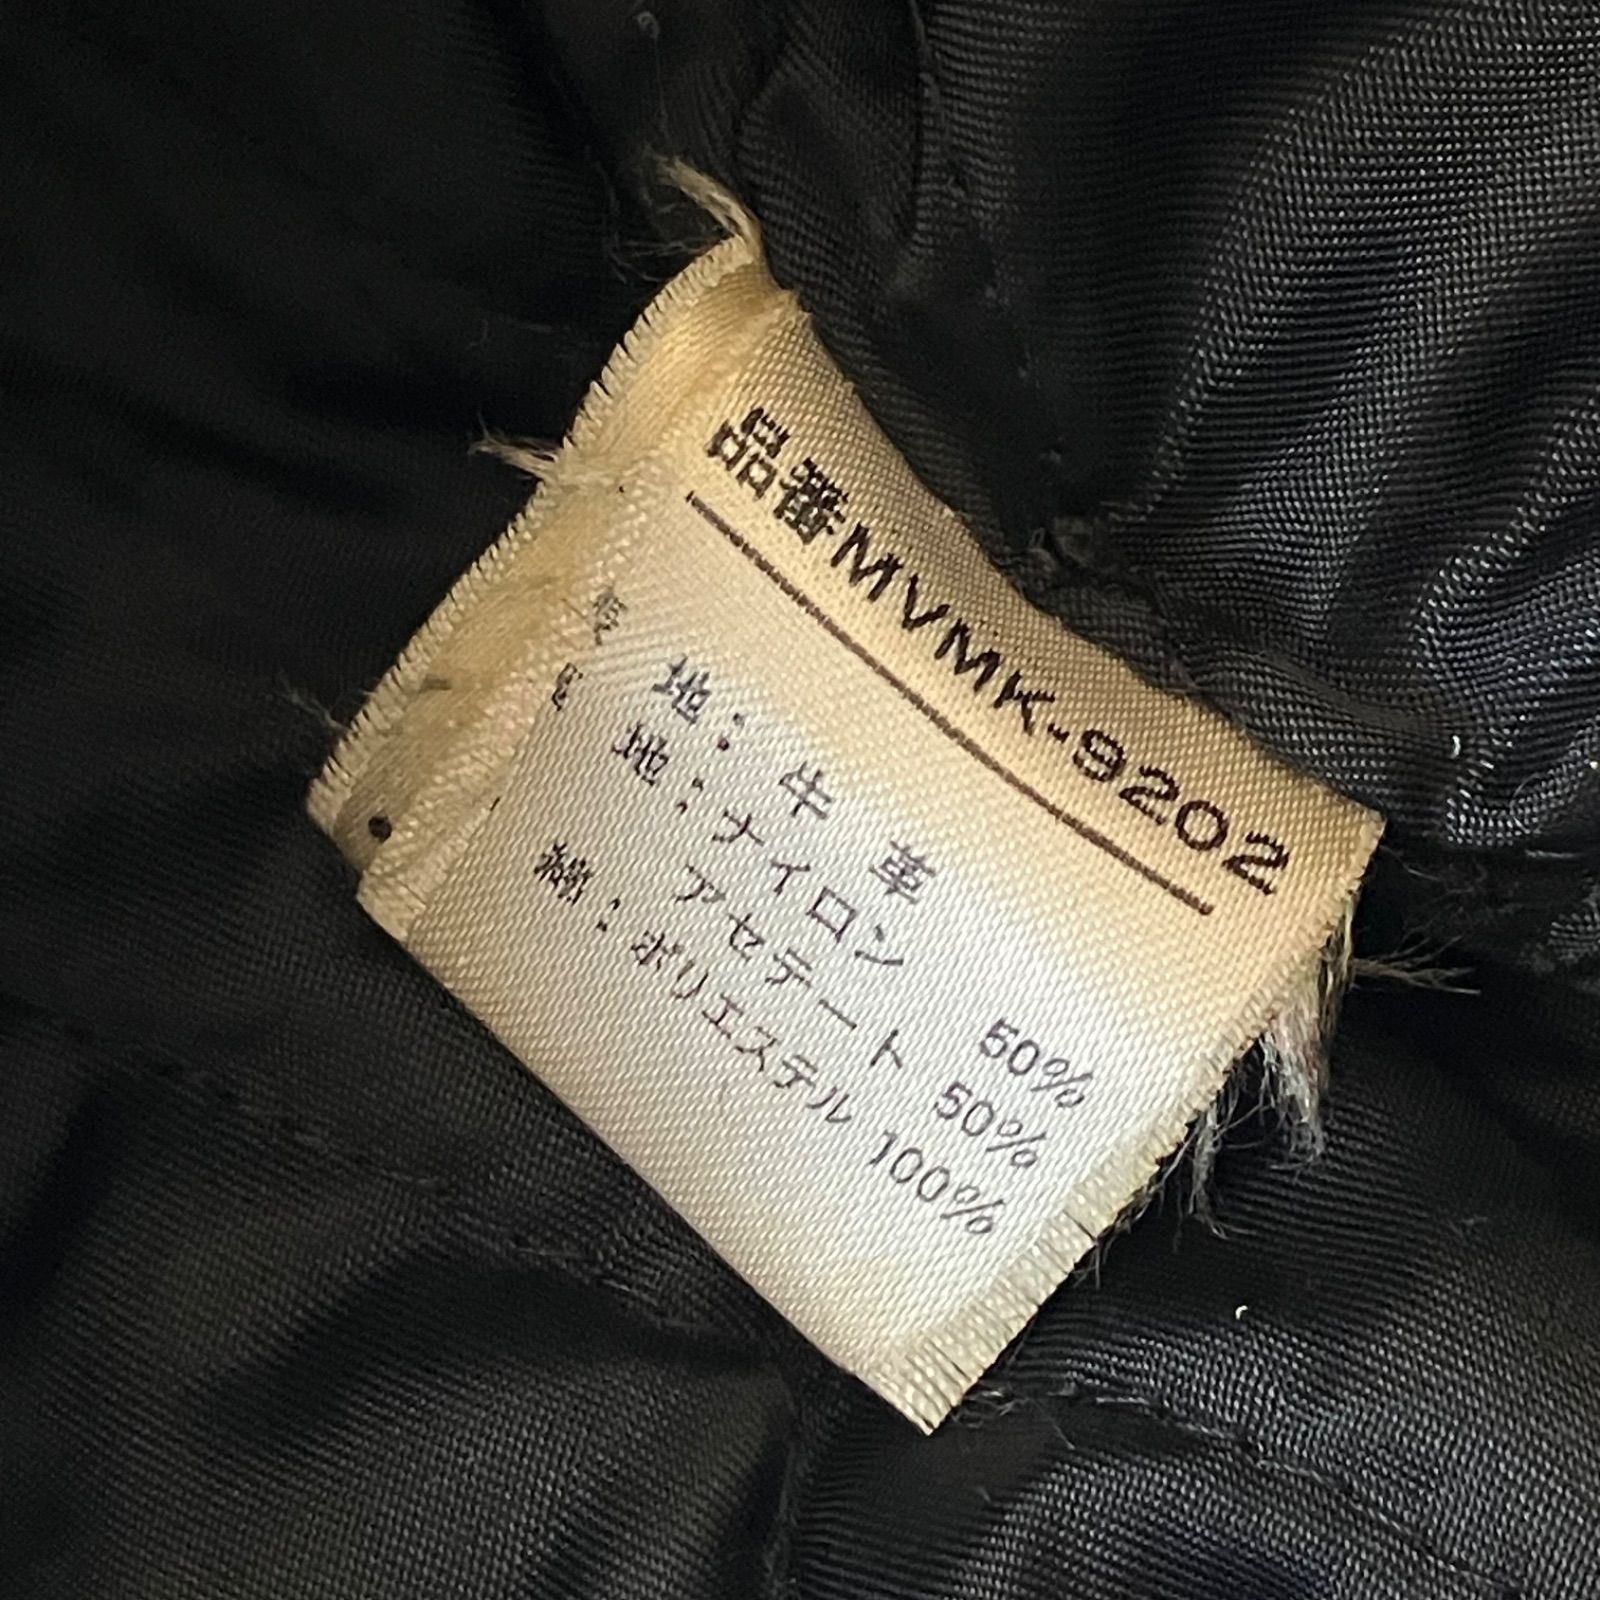 品番MVMK-9202
表 地: 牛 革
裏 地: ナイロン 50%
アセテート 50%
綿: ポリエステル 100%